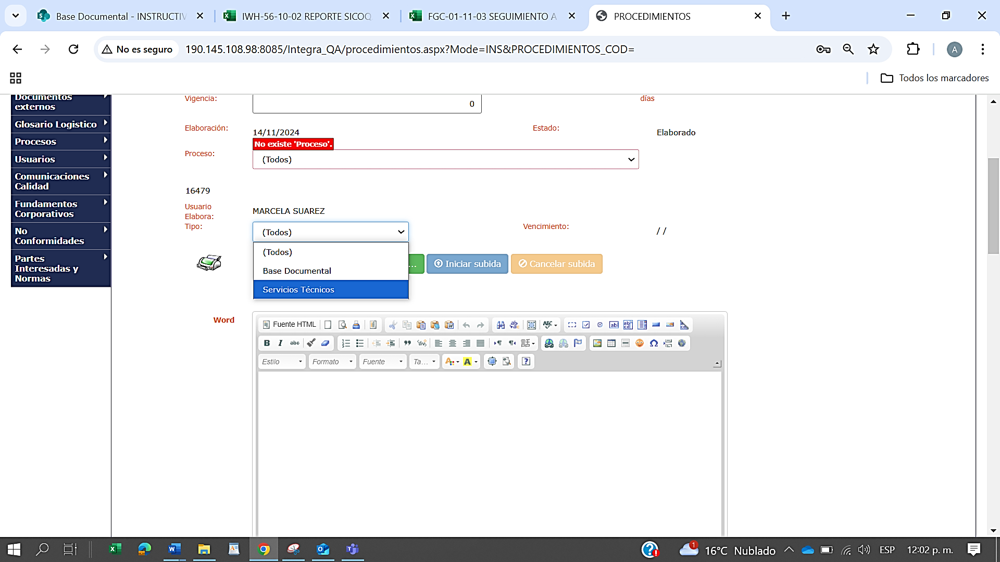 Base Documental - INSTRUCTIV
IWH-56-10-02 REPORTE SICOQ
FGC-01-11-03 SEGUIMIENTO A
PROCEDIMIENTOS
No es seguro
190.145.108.98:8085/Integra_QA/procedimientos.aspx?Mode=INS&PROCEDIMIENTOS_COD=
A
Todos los marcadores
Documentos
externos
Glosario Logistico
Procesos
Usuarios
Comunicaciones
Calidad
Fundamentos
Corporativos
No
Conformidades
Partes
Interesadas y
Normas
Vigencia:
0
días
Elaboración:
14/11/2024
Estado:
Elaborado
No existe 'Proceso'.
Proceso:
(Todos)
16479
Usuario
Elabora:
MARCELA SUAREZ
Tipo:
(Todos)
Vencimiento:
/ /
(Todos)
Base Documental
Servicios Técnicos
...
Iniciar subida
Cancelar subida
Word
Fuente HTML
Estilo
Formato
Fuente
Ta...
1
16°C Nublado
ESP
12:02 p. m.